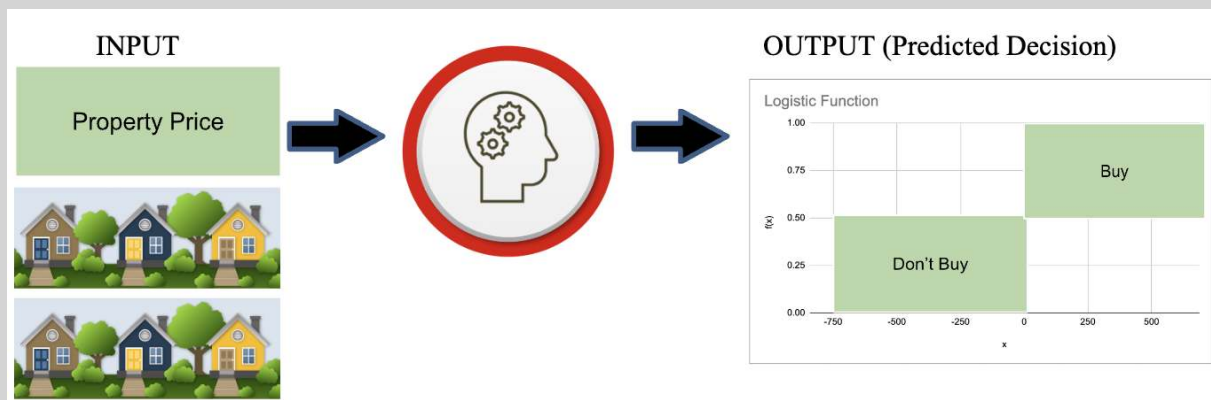 INPUT
Property Price
OUTPUT (Predicted Decision)
Logistic Function
1.00
0.75
0.50
0.25
0.00
f(x)
Buy
Don't Buy
-750
-500
-250
0
250
500
x